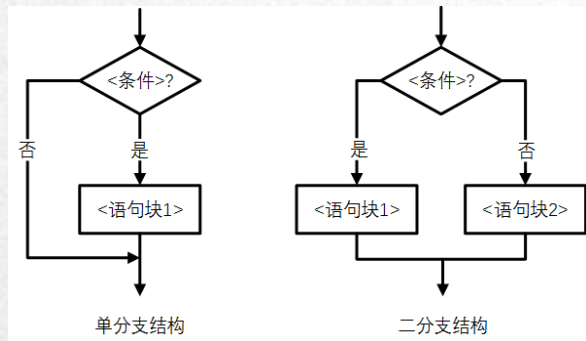 <条件>?
否
是
<语句块1>
单分支结构
<条件>?
是
否
<语句块1>
<语句块2>
二分支结构